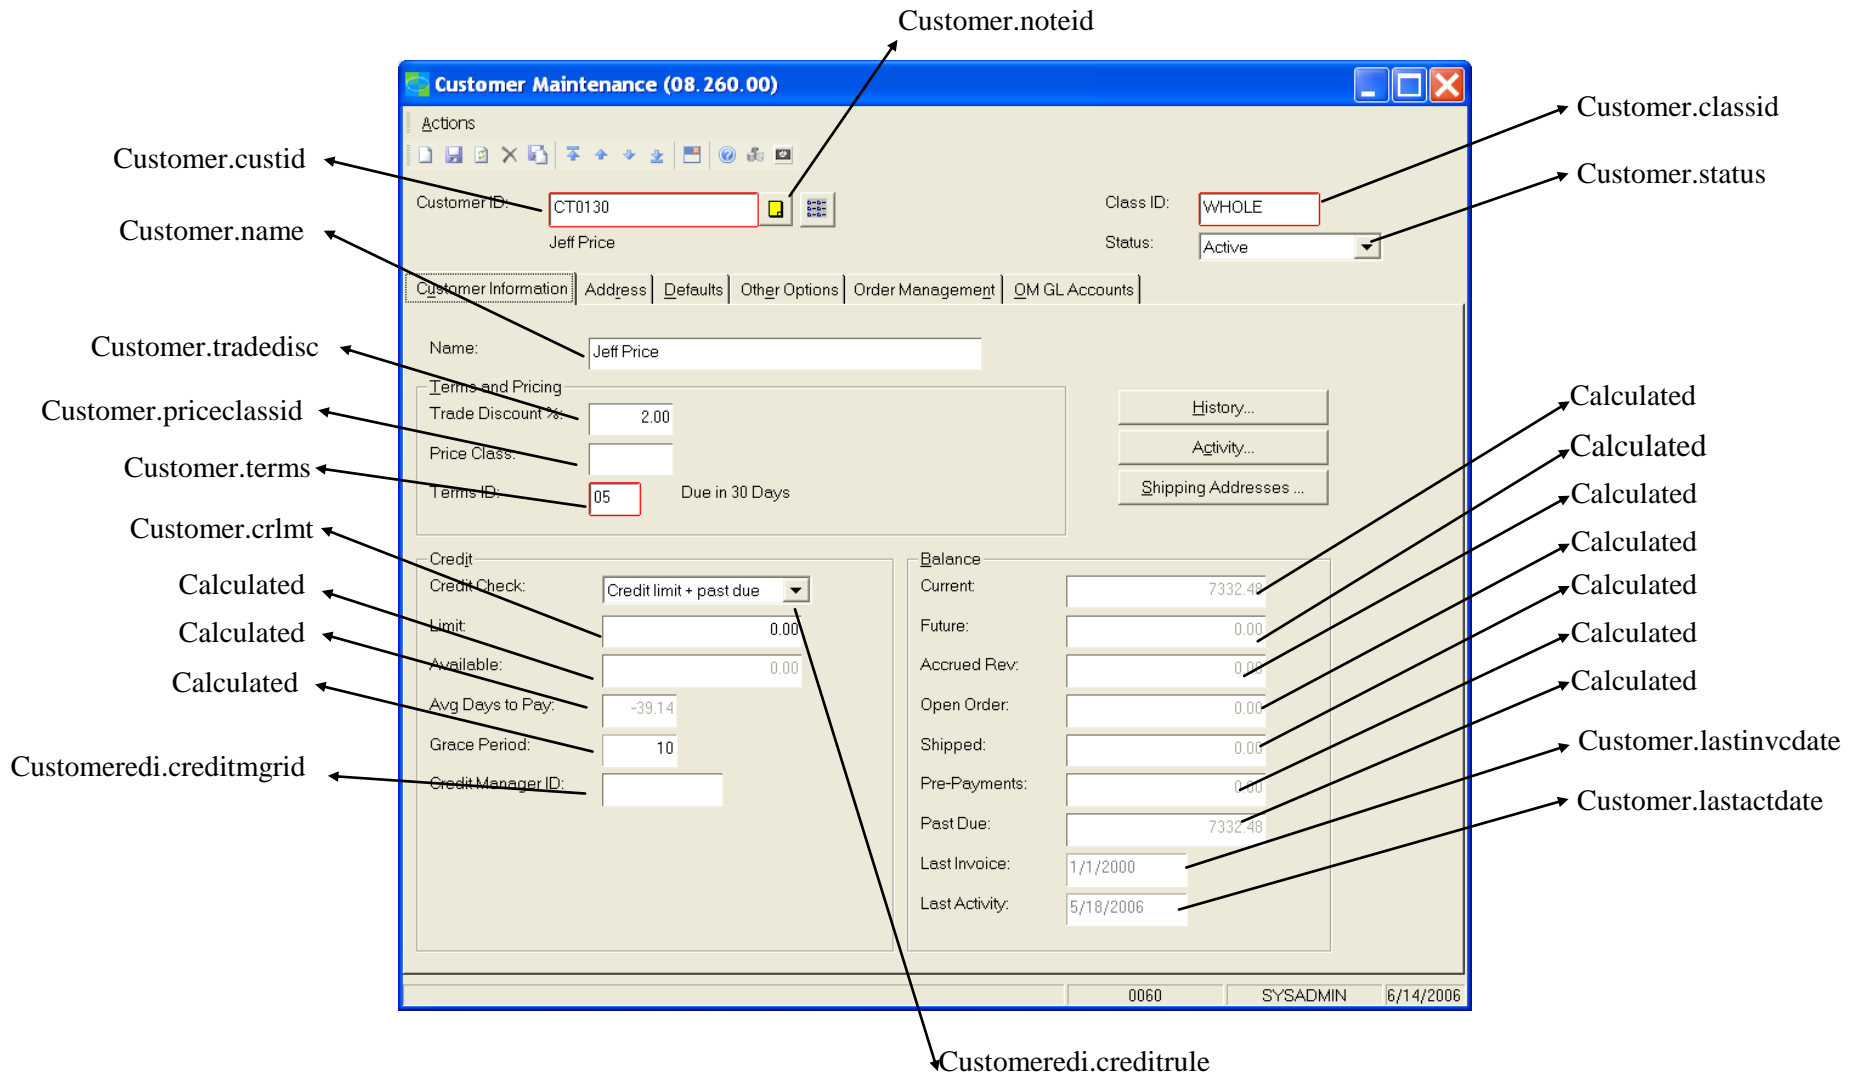 Customer.noteid
Customer Maintenance (08.260.00)
Actions
Customer.classid
Customer.custid
Customer.status
Customer ID:
CT0130
Class ID:
WHOLE
Customer.name
Jeff Price
Status:
Active
Customer Information
Address
Defaults
Other Options
Order Management
OM GL Accounts
Customer.tradedisc
Name:
Jeff Price
Terms and Pricing
Trade Discount %:
2.00
History...
Calculated
Customer.priceclassid
Price Class:
Activity...
Calculated
Customer.terms
Terms ID:
05
Due in 30 Days
Shipping Addresses ...
Calculated
Customer.crlmt
Calculated
Credit
Balance
Calculated
Credit Check:
Credit limit + past due
Current:
7332.48
Calculated
Calculated
Limit:
0.00
Future:
0.00
Calculated
Calculated
Available:
0.00
Accrued Rev:
0.00
Calculated
Avg Days to Pay:
-39.14
Open Order:
0.00
Grace Period:
10
Shipped:
0.00
Customer.lastinvcdate
Customeredi.creditmgrid
Credit Manager ID:
Pre-Payments:
0.00
Customer.lastactdate
Past Due:
7332.48
Last Invoice:
1/1/2000
Last Activity:
5/18/2006
0060
SYSADMIN
6/14/2006
Customeredi.creditrule